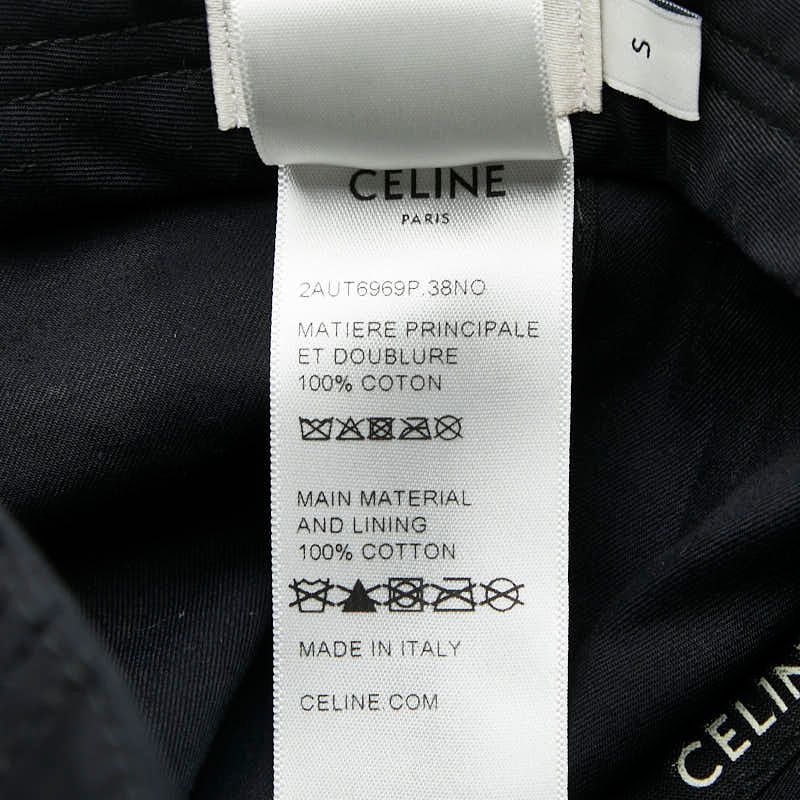 S
CELINE
PARIS
2AUT6969P.38NO
MATIERE PRINCIPALE
ET DOUBLURE
100% COTON
MAIN MATERIAL
AND LINING
100% COTTON
MADE IN ITALY
CELINE.COM
CELIN